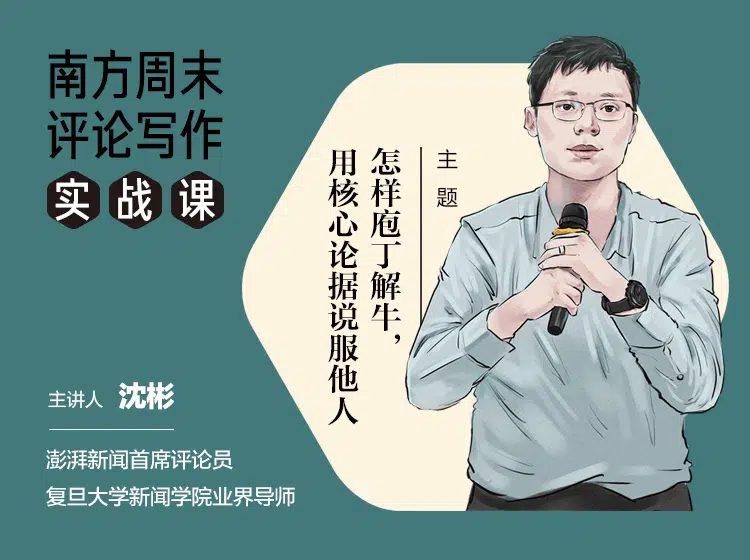 南方周末
评论写作
实战课
主题
怎样庖丁解牛，
用核心论据说服他人
主讲人 沈彬
澎湃新闻首席评论员
复旦大学新闻学院业界导师